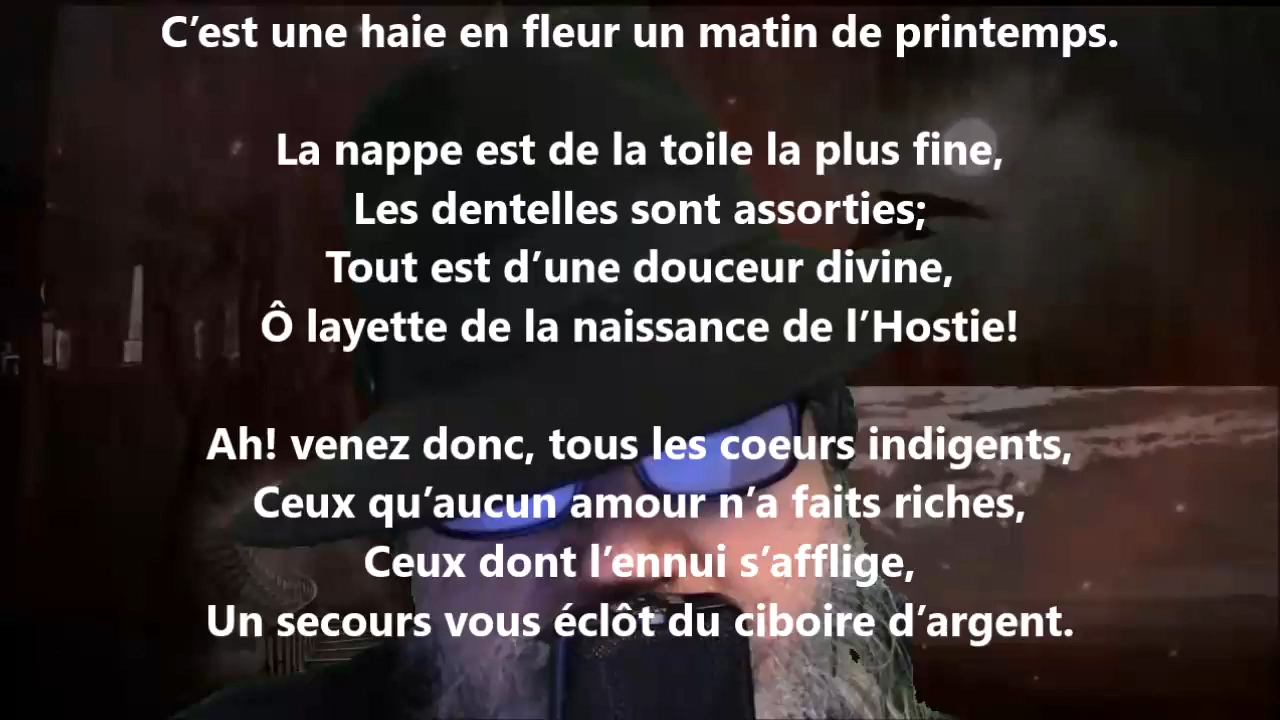 C’est une haie en fleur un matin de printemps.
La nappe est de la toile la plus fine,
Les dentelles sont assorties;
Tout est d’une douceur divine,
Ô layette de la naissance de l’Hostie!
Ah! venez donc, tous les coeurs indigents,
Ceux qu’aucun amour n’a faits riches,
Ceux dont l’ennui s’afflige,
Un secours vous éclôt du ciboire d’argent.